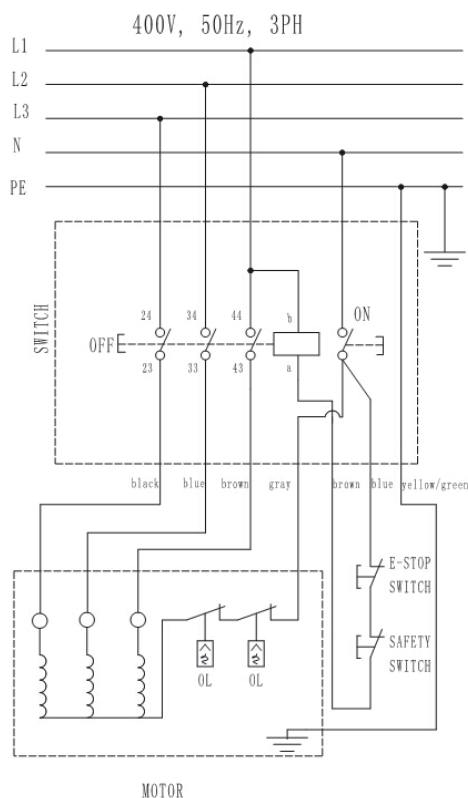 400V, 50Hz, 3PH
L1
L2
L3
N
PE
SWITCH
24
34
44
b
ON
OFF
23
33
43
a
black
blue
brown
gray
brown
blue
yellow/green
E-STOP
SWITCH
SAFETY
SWITCH
OL
OL
MOTOR